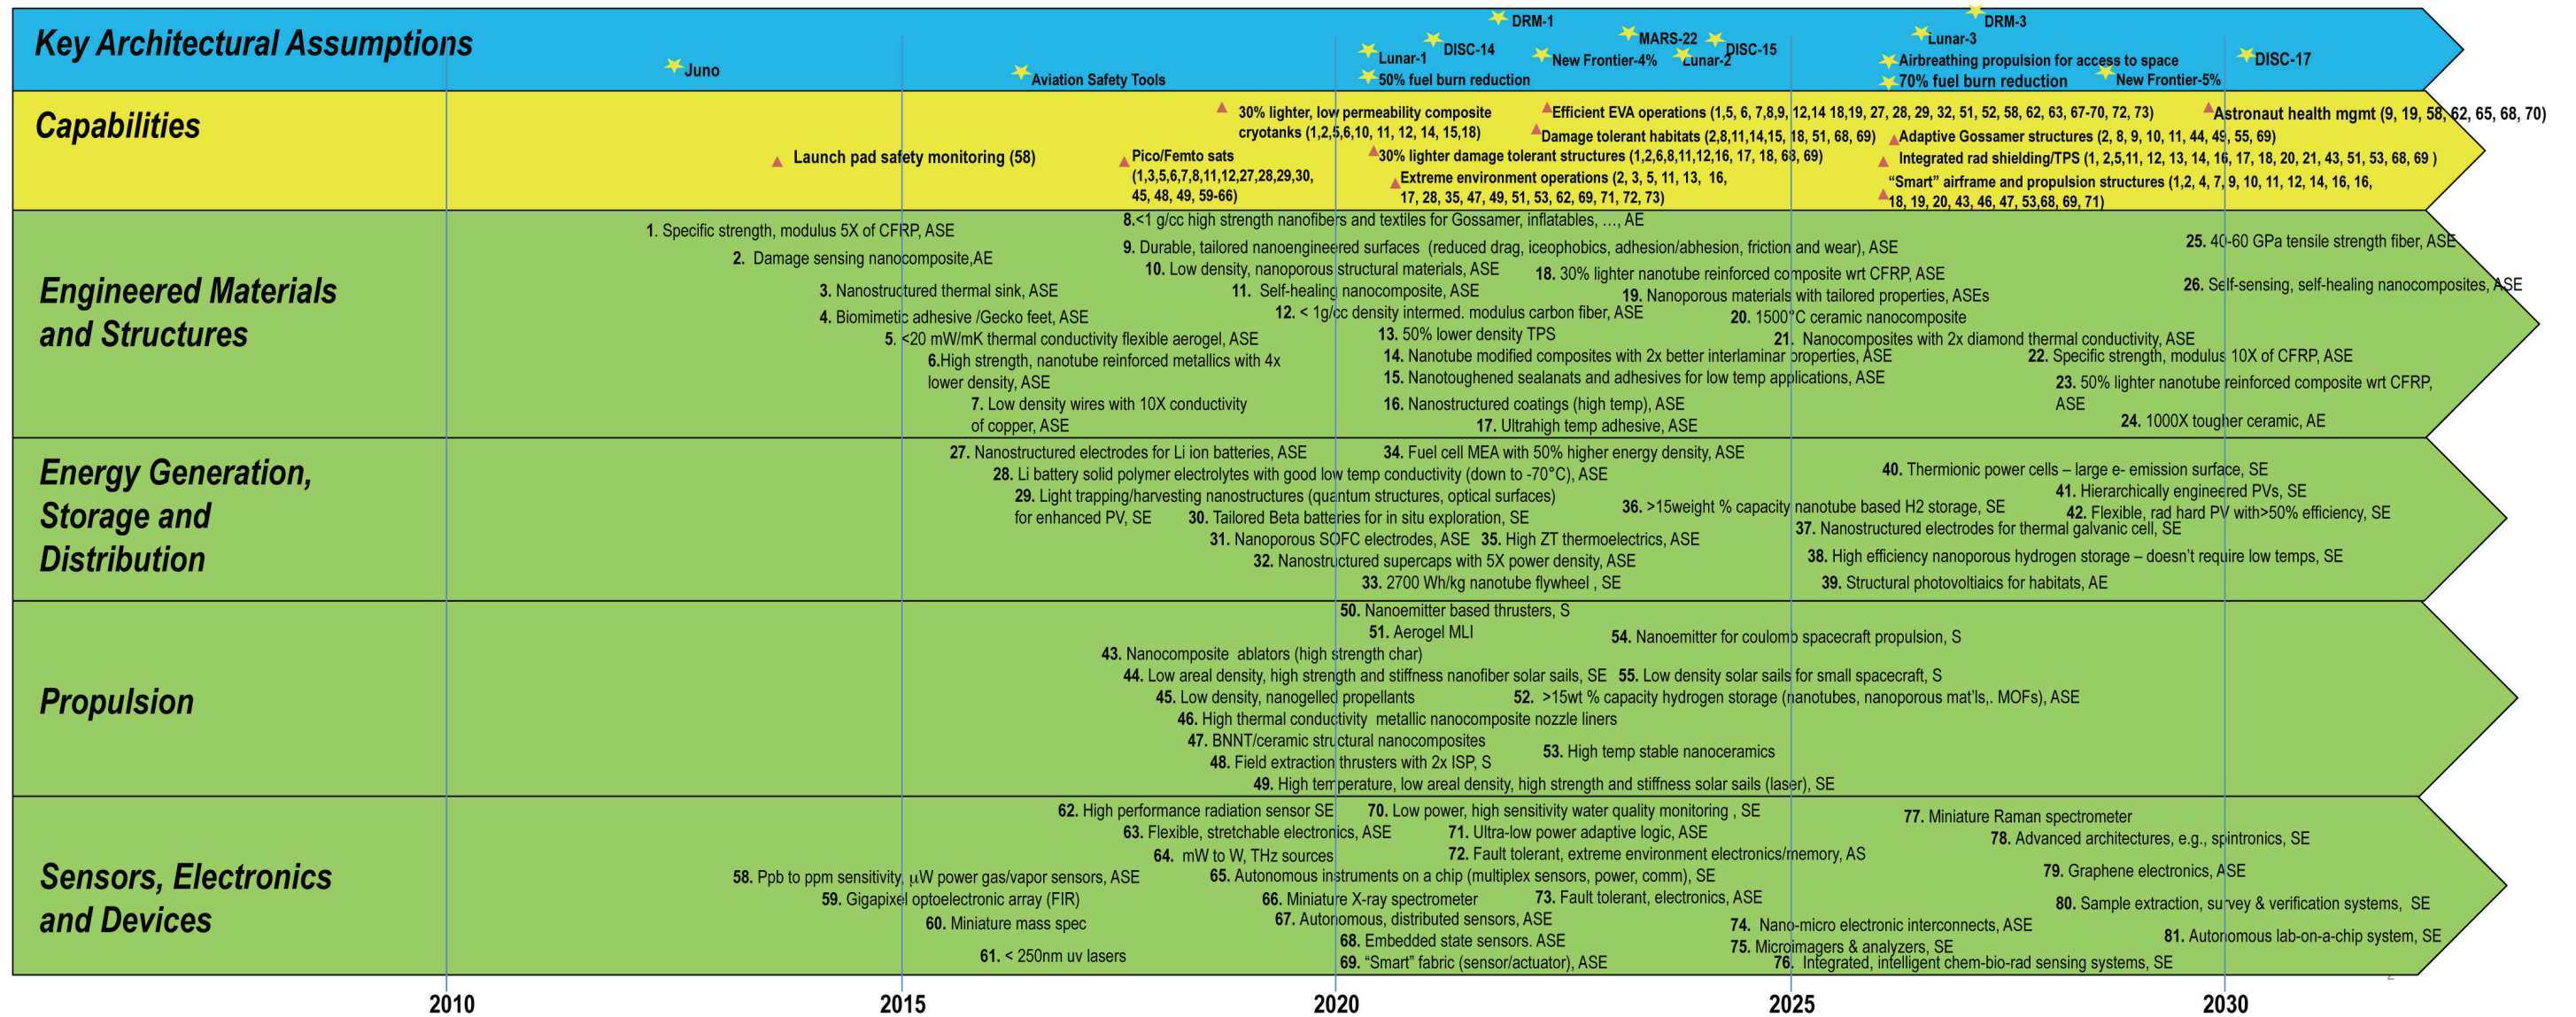 Key Architectural Assumptions
Juno
Aviation Safety Tools
Lunar-1
50% fuel burn reduction
DISC-14
DRM-1
New Frontier-4%
MARS-22
Lunar-2
DISC-15
DRM-3
Lunar-3
Airbreathing propulsion for access to space
70% fuel burn reduction
New Frontier-5%
DISC-17
Capabilities
Launch pad safety monitoring (58)
Pico/Femto sats
(1,3,5,6,7,8,11,12,27,28,29,30,
45, 48, 49, 59-66)
30% lighter, low permeability composite
cryotanks (1,2,5,6,10, 11, 12, 14, 15,18)
Efficient EVA operations (1,5, 6, 7,8,9, 12,14 18,19, 27, 28, 29, 32, 51, 52, 58, 62, 63, 67-70, 72, 73)
Damage tolerant habitats (2,8,11,14,15, 18, 51, 68, 69)
30% lighter damage tolerant structures (1,2,6,8,11,12,16, 17, 18, 68, 69)
Extreme environment operations (2, 3, 5, 11, 13, 16,
17, 28, 35, 47, 49, 51, 53, 62, 69, 71, 72, 73)
Astronaut health mgmt (9, 19, 58, 62, 65, 68, 70)
Adaptive Gossamer structures (2, 8, 9, 10, 11, 44, 49, 55, 69)
Integrated rad shielding/TPS (1, 2,5,11, 12, 13, 14, 16, 17, 18, 20, 21, 43, 51, 53, 68, 69 )
“Smart” airframe and propulsion structures (1,2, 4, 7, 9, 10, 11, 12, 14, 16, 16,
18, 19, 20, 43, 46, 47, 53,68, 69, 71)
Engineered Materials
and Structures
1. Specific strength, modulus 5X of CFRP, ASE
2. Damage sensing nanocomposite,AE
3. Nanostructured thermal sink, ASE
4. Biomimetic adhesive /Gecko feet, ASE
5. <20 mW/mK thermal conductivity flexible aerogel, ASE
6.High strength, nanotube reinforced metallics with 4x
lower density, ASE
7. Low density wires with 10X conductivity
of copper, ASE
8.<1 g/cc high strength nanofibers and textiles for Gossamer, inflatables, …, AE
9. Durable, tailored nanoengineered surfaces (reduced drag, iceophobics, adhesion/abhesion, friction and wear), ASE
10. Low density, nanoporous structural materials, ASE
11. Self-healing nanocomposite, ASE
12. < 1g/cc density intermed. modulus carbon fiber, ASE
13. 50% lower density TPS
14. Nanotube modified composites with 2x better interlaminar properties, ASE
15. Nanotoughened sealanats and adhesives for low temp applications, ASE
16. Nanostructured coatings (high temp), ASE
17. Ultrahigh temp adhesive, ASE
18. 30% lighter nanotube reinforced composite wrt CFRP, ASE
19. Nanoporous materials with tailored properties, ASEs
20. 1500°C ceramic nanocomposite
21. Nanocomposites with 2x diamond thermal conductivity, ASE
22. Specific strength, modulus 10X of CFRP, ASE
23. 50% lighter nanotube reinforced composite wrt CFRP,
ASE
24. 1000X tougher ceramic, AE
25. 40-60 GPa tensile strength fiber, ASE
26. Self-sensing, self-healing nanocomposites, ASE
Energy Generation,
Storage and
Distribution
27. Nanostructured electrodes for Li ion batteries, ASE
28. Li battery solid polymer electrolytes with good low temp conductivity (down to -70°C), ASE
29. Light trapping/harvesting nanostructures (quantum structures, optical surfaces)
for enhanced PV, SE
30. Tailored Beta batteries for in situ exploration, SE
31. Nanoporous SOFC electrodes, ASE
32. Nanostructured supercaps with 5X power density, ASE
33. 2700 Wh/kg nanotube flywheel , SE
34. Fuel cell MEA with 50% higher energy density, ASE
35. High ZT thermoelectrics, ASE
36. >15weight % capacity nanotube based H2 storage, SE
37. Nanostructured electrodes for thermal galvanic cell, SE
38. High efficiency nanoporous hydrogen storage – doesn’t require low temps, SE
39. Structural photovoltiaics for habitats, AE
40. Thermionic power cells – large e- emission surface, SE
41. Hierarchically engineered PVs, SE
42. Flexible, rad hard PV with>50% efficiency, SE
Propulsion
43. Nanocomposite ablators (high strength char)
44. Low areal density, high strength and stiffness nanofiber solar sails, SE
45. Low density, nanogelled propellants
46. High thermal conductivity metallic nanocomposite nozzle liners
47. BNNT/ceramic structural nanocomposites
48. Field extraction thrusters with 2x ISP, S
49. High temperature, low areal density, high strength and stiffness solar sails (laser), SE
50. Nanoemitter based thrusters, S
51. Aerogel MLI
52. >15wt % capacity hydrogen storage (nanotubes, nanoporous mat’ls,. MOFs), ASE
53. High temp stable nanoceramics
54. Nanoemitter for coulomb spacecraft propulsion, S
55. Low density solar sails for small spacecraft, S
Sensors, Electronics
and Devices
58. Ppb to ppm sensitivity, μW power gas/vapor sensors, ASE
59. Gigapixel optoelectronic array (FIR)
60. Miniature mass spec
61. < 250nm uv lasers
62. High performance radiation sensor SE
63. Flexible, stretchable electronics, ASE
64. mW to W, THz sources
65. Autonomous instruments on a chip (multiplex sensors, power, comm), SE
66. Miniature X-ray spectrometer
67. Autonomous, distributed sensors, ASE
68. Embedded state sensors. ASE
69. “Smart” fabric (sensor/actuator), ASE
70. Low power, high sensitivity water quality monitoring , SE
71. Ultra-low power adaptive logic, ASE
72. Fault tolerant, extreme environment electronics/memory, AS
73. Fault tolerant, electronics, ASE
74. Nano-micro electronic interconnects, ASE
75. Microimagers & analyzers, SE
76. Integrated, intelligent chem-bio-rad sensing systems, SE
77. Miniature Raman spectrometer
78. Advanced architectures, e.g., spintronics, SE
79. Graphene electronics, ASE
80. Sample extraction, survey & verification systems, SE
81. Autonomous lab-on-a-chip system, SE
2010
2015
2020
2025
2030